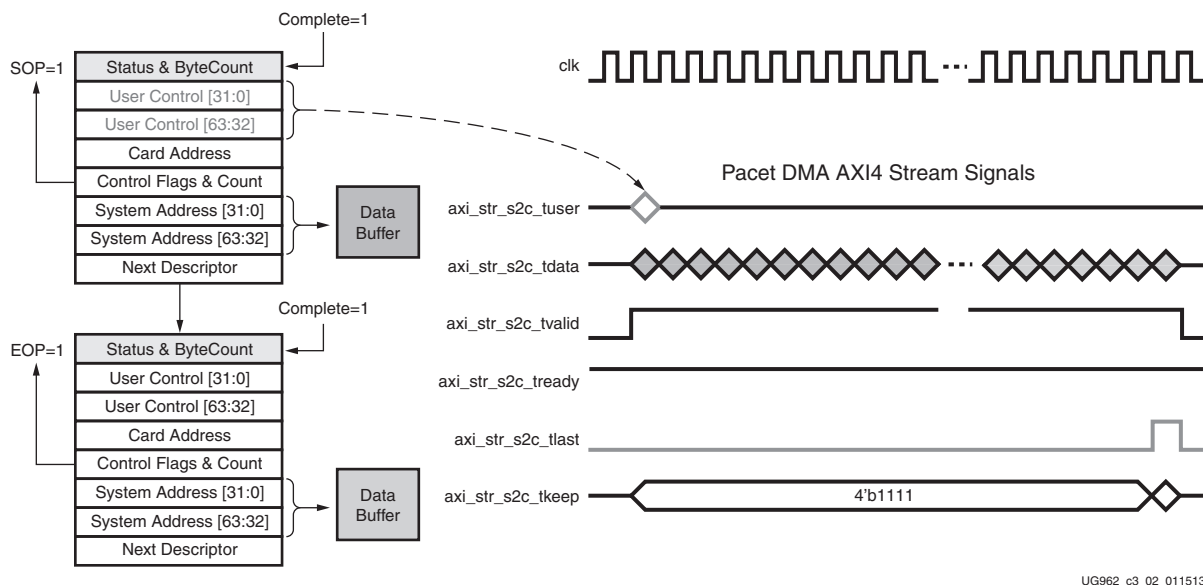 Complete=1
SOP=1
Status & ByteCount
User Control [31:0]
User Control [63:32]
Card Address
Control Flags & Count
System Address [31:0]
System Address [63:32]
Next Descriptor
Data
Buffer
Complete=1
EOP=1
Status & ByteCount
User Control [31:0]
User Control [63:32]
Card Address
Control Flags & Count
System Address [31:0]
System Address [63:32]
Next Descriptor
Data
Buffer
clk
Pacet DMA AXI4 Stream Signals
axi_str_s2c_tuser
axi_str_s2c_tdata
axi_str_s2c_tvalid
axi_str_s2c_tready
axi_str_s2c_tlast
axi_str_s2c_tkeep
4'b1111
UG962_c3_02_011513